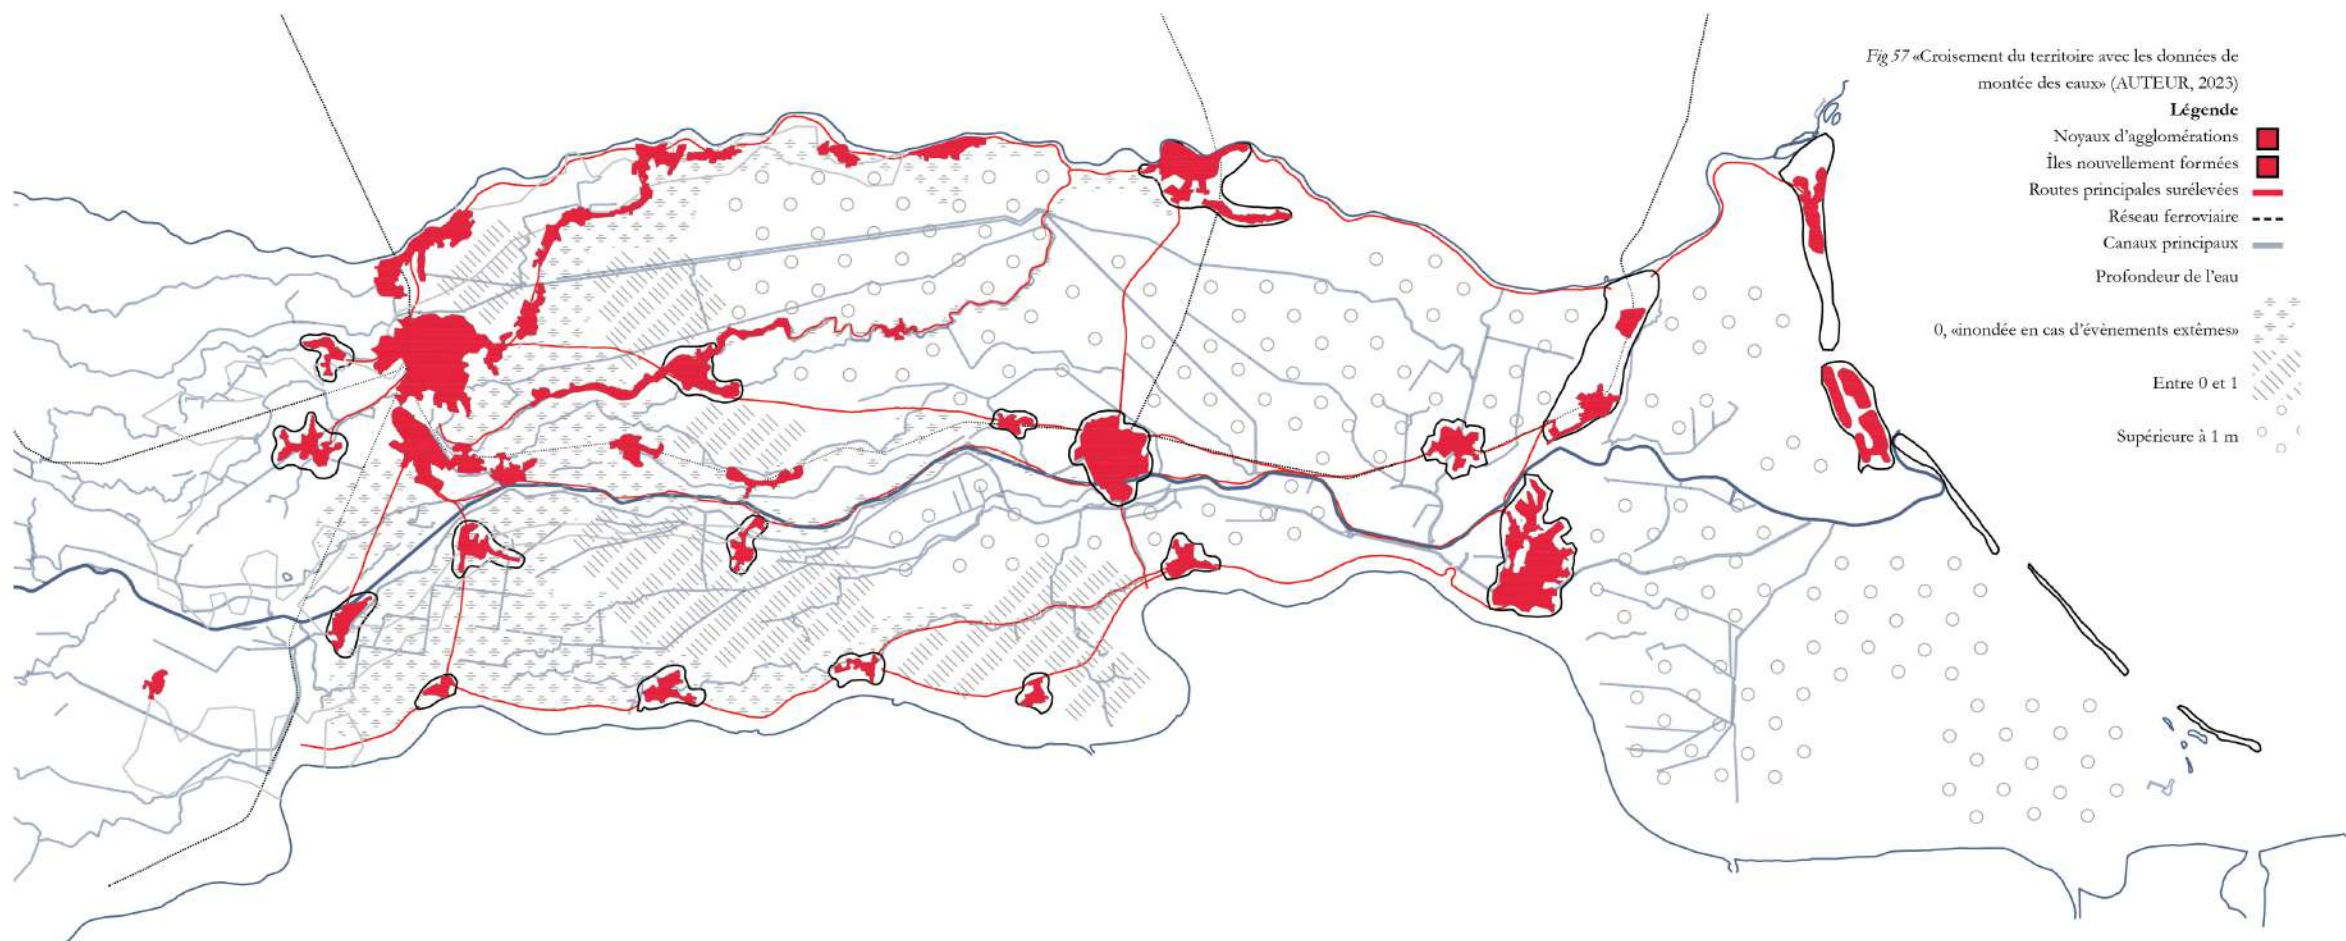 Fig 57 «Croisement du territoire avec les données de
montée des eaux» (AUTEUR, 2023)
Légende
Noyaux d'agglomérations
Îles nouvellement formées
Routes principales surélevées
Réseau ferroviaire
Canaux principaux
Profondeur de l'eau
0, «inondée en cas d'évènements extêmes»
Entre 0 et 1
Supérieure à 1 m